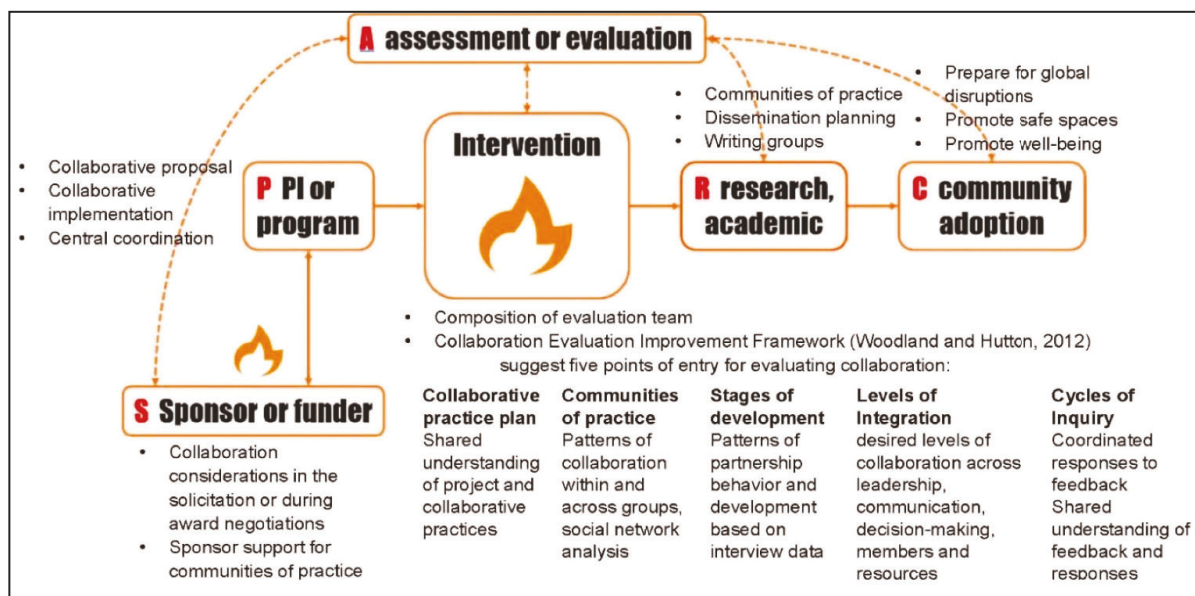 A assessment or evaluation
• Collaborative proposal
• Collaborative
implementation
• Central coordination
P PI or
program
Intervention
• Communities of practice
• Dissemination planning
• Writing groups
R research,
academic
• Prepare for global
disruptions
• Promote safe spaces
• Promote well-being
C community
adoption
S Sponsor or funder
• Collaboration
considerations in the
solicitation or during
award negotiations
• Sponsor support for
communities of practice
• Composition of evaluation team
• Collaboration Evaluation Improvement Framework (Woodland and Hutton, 2012)
suggest five points of entry for evaluating collaboration:
Collaborative
practice plan
Shared
understanding
of project and
collaborative
practices
Communities
of practice
Patterns of
collaboration
within and
across groups,
social network
analysis
Stages of
development
Patterns of
partnership
behavior and
development
based on
interview data
Levels of
Integration
desired levels of
collaboration across
leadership,
communication,
decision-making,
members and
resources
Cycles of
Inquiry
Coordinated
responses to
feedback
Shared
understanding of
feedback and
responses